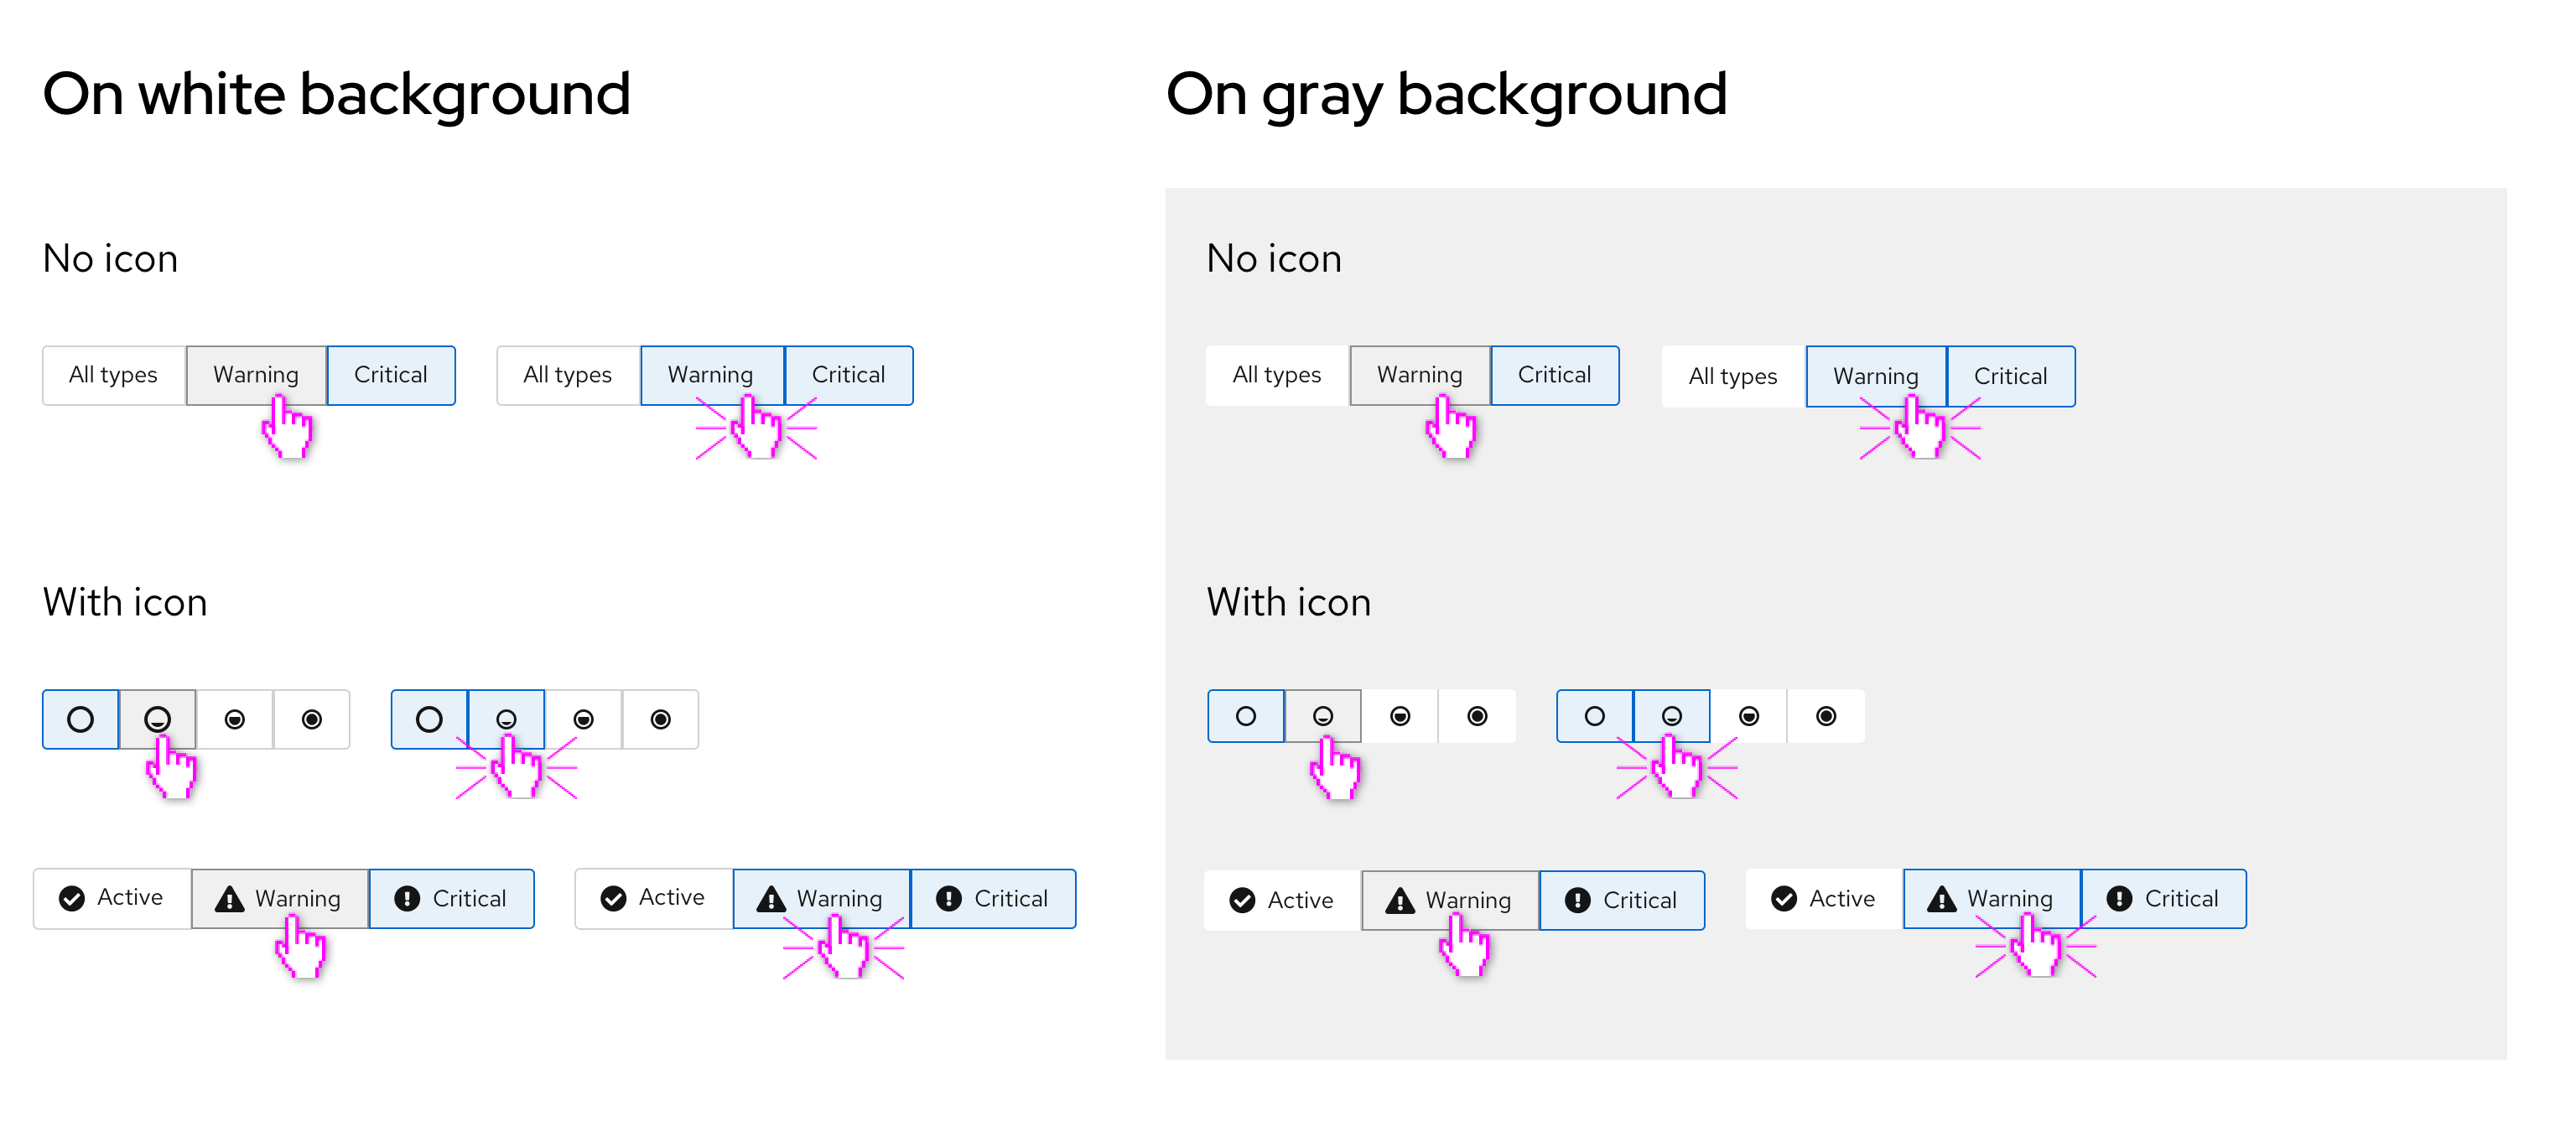 On white background
No icon
All types Warning Critical
All types Warning Critical
With icon
Active Warning Critical
Active Warning Critical
On gray background
No icon
All types Warning Critical
All types Warning Critical
With icon
Active Warning Critical
Active Warning Critical